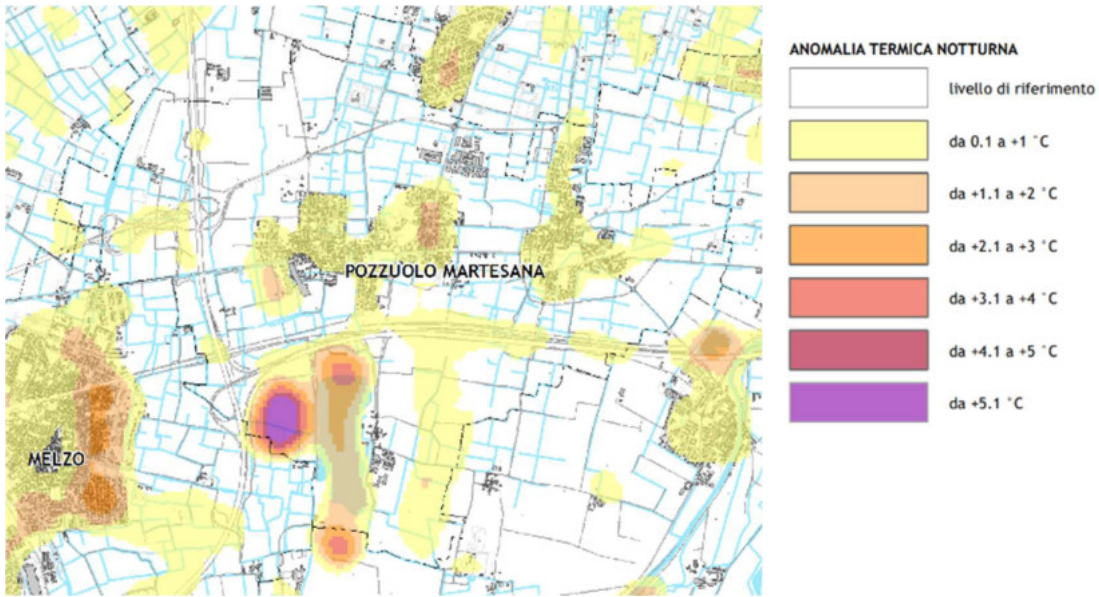 POZZUOLO MARTESANA
MELZO
ANOMALIA TERMICA NOTTURNA
livello di riferimento
da 0.1 a +1 °C
da +1.1 a +2 °C
da +2.1 a +3 °C
da +3.1 a +4 °C
da +4.1 a +5 °C
da +5.1 °C